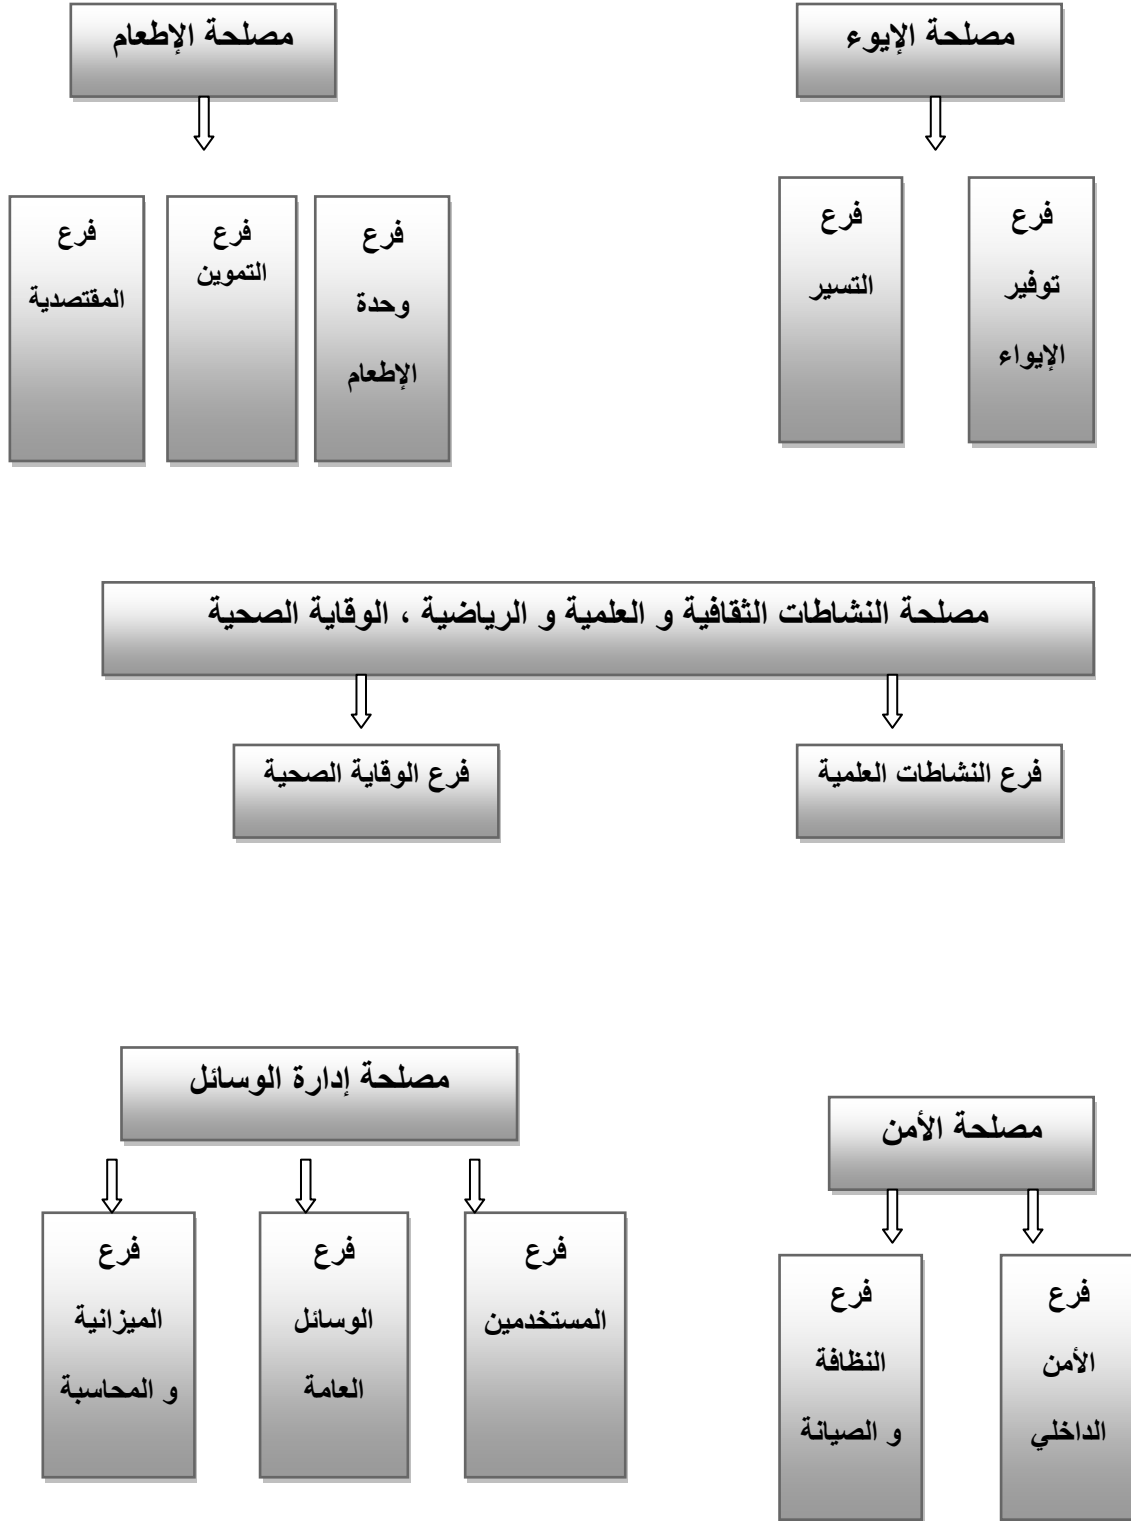 مصلحة الإيوء
فرع
توفير
الإيواء
فرع
التسير
مصلحة الإطعام
فرع
وحدة
الإطعام
فرع
التموين
فرع
المقتصدية
مصلحة النشاطات الثقافية و العلمية و الرياضية ، الوقاية الصحية
فرع النشاطات العلمية
فرع الوقاية الصحية
مصلحة الأمن
فرع
الأمن
الداخلي
فرع
النظافة
و الصيانة
مصلحة إدارة الوسائل
فرع
المستخدمين
فرع
الوسائل
العامة
فرع
الميزانية
و المحاسبة